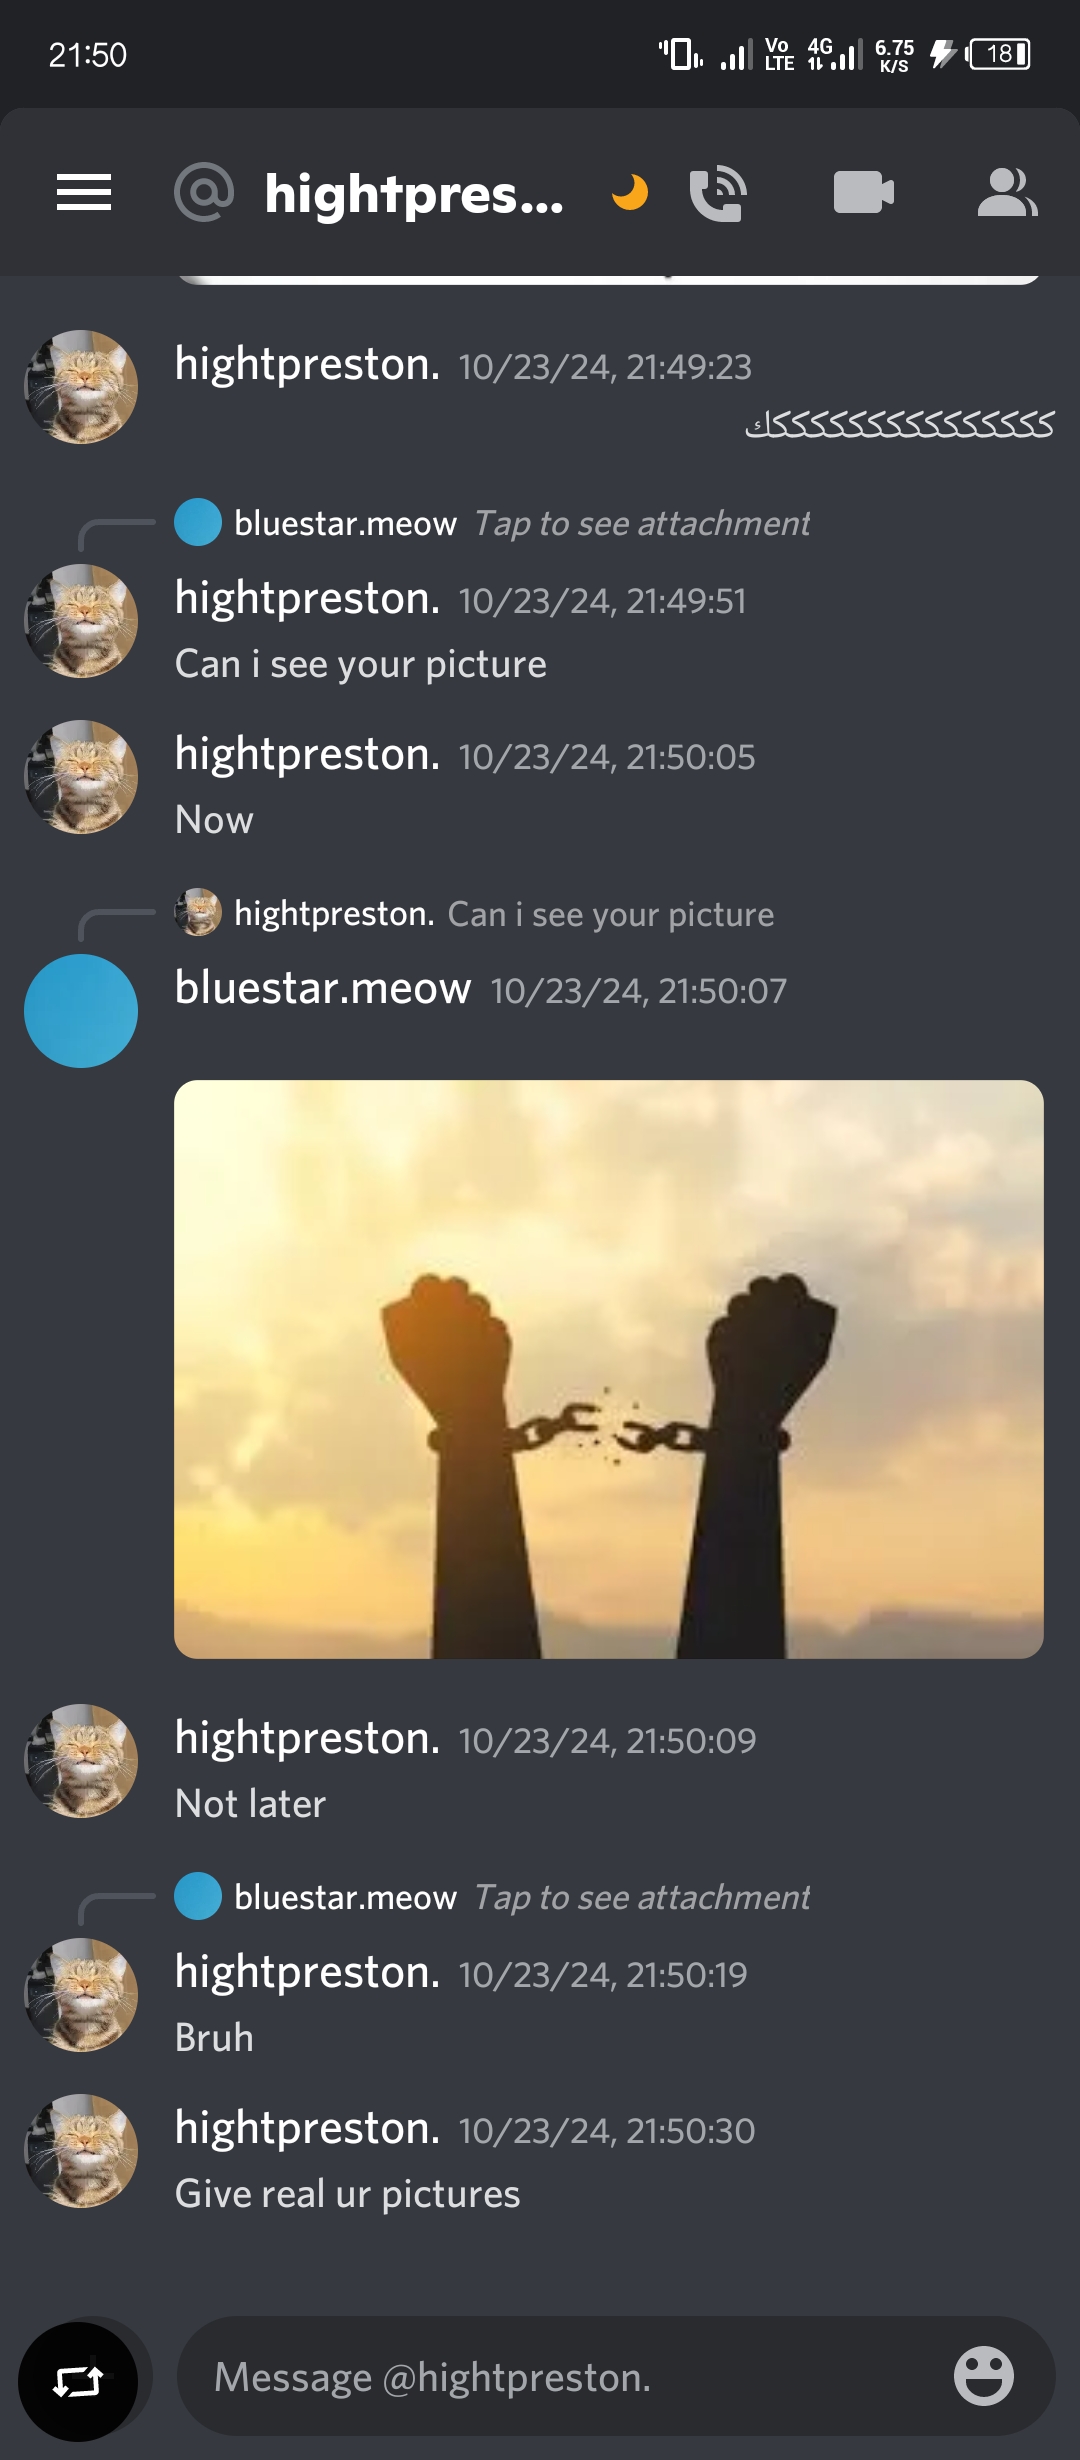 21:50
Vo LTE 4G 6.75 K/S 18
hightpres...
hightpreston. 10/23/24, 21:49:23
ككككككككككككككك
bluestar.meow Tap to see attachment
hightpreston. 10/23/24, 21:49:51
Can i see your picture
hightpreston. 10/23/24, 21:50:05
Now
hightpreston. Can i see your picture
bluestar.meow 10/23/24, 21:50:07
hightpreston. 10/23/24, 21:50:09
Not later
bluestar.meow Tap to see attachment
hightpreston. 10/23/24, 21:50:19
Bruh
hightpreston. 10/23/24, 21:50:30
Give real ur pictures
Message @hightpreston.